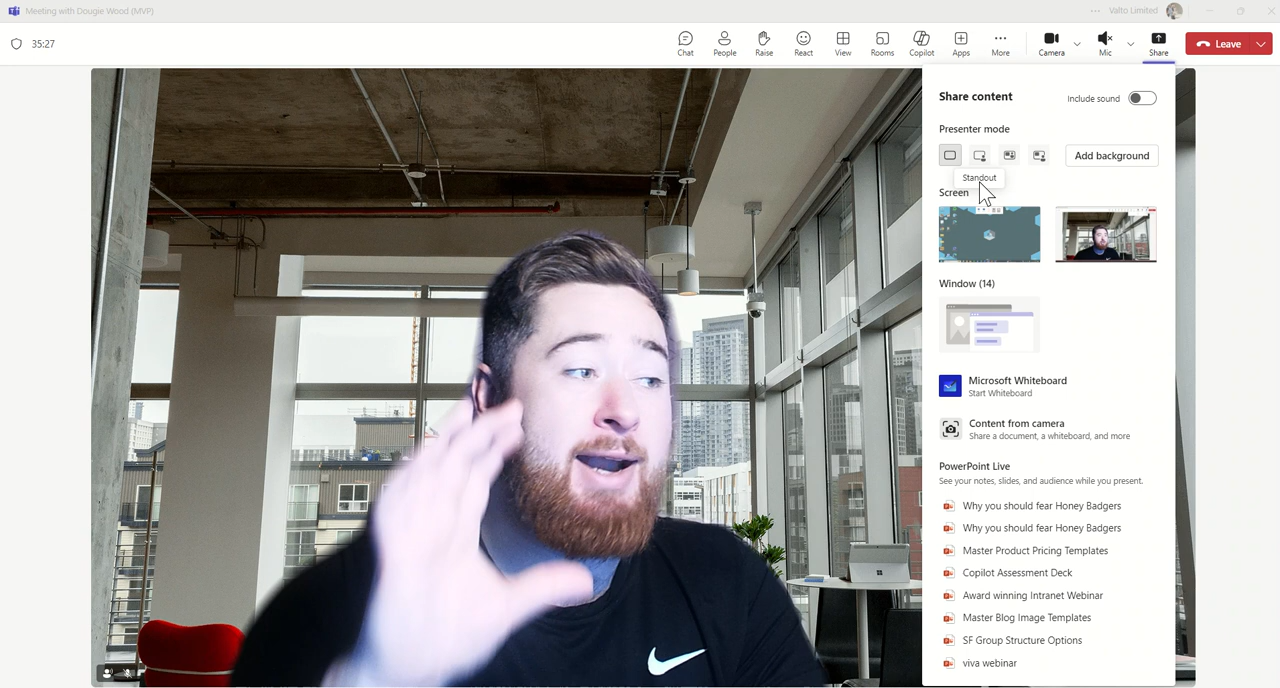 Meeting with Dougie Wood (MVP)
Valto Limited
35:27
Chat
People
Raise
React
View
Rooms
Copilot
Apps
More
Camera
Mic
Share
Leave
Share content
Include sound
Presenter mode
Add background
Standout
Screen
Window (14)
Microsoft Whiteboard
Start Whiteboard
Content from camera
Share a document, a whiteboard, and more
PowerPoint Live
See your notes, slides, and audience while you present.
Why you should fear Honey Badgers
Why you should fear Honey Badgers
Master Product Pricing Templates
Copilot Assessment Deck
Award winning Intranet Webinar
Master Blog Image Templates
SF Group Structure Options
viva webinar